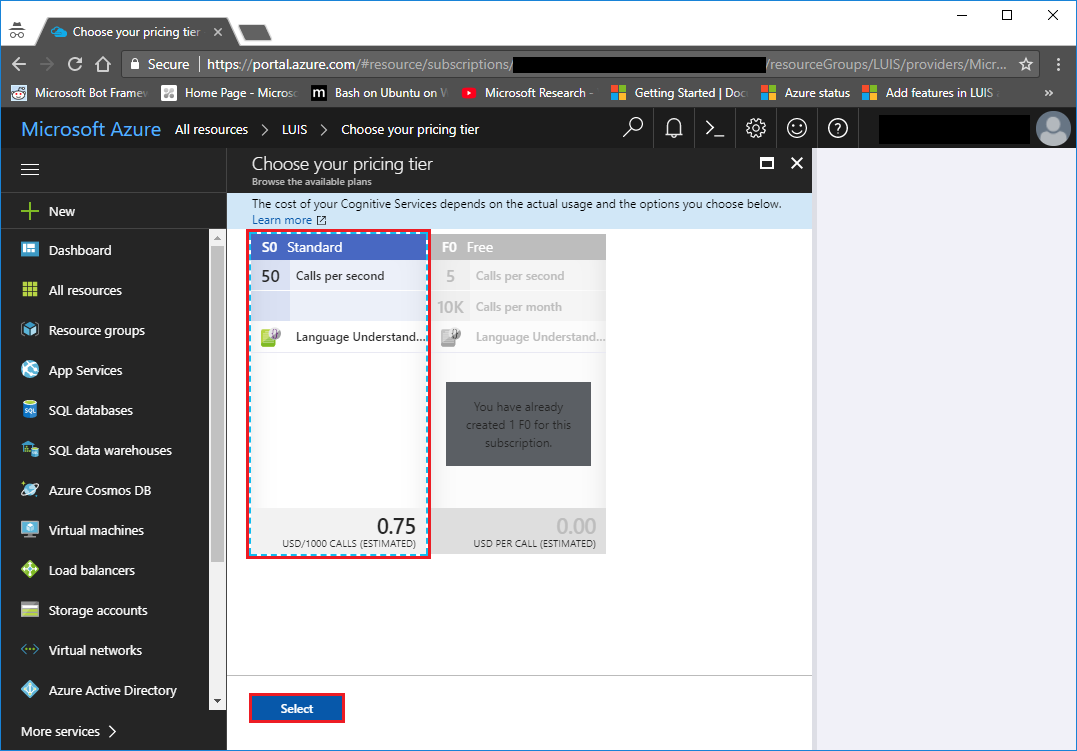 Choose your pricing tier
Secure
https://portal.azure.com/#resource/subscriptions/
/resourceGroups/LUIS/providers/Micr...
Microsoft Bot Framew
Home Page - Microsc
m
Bash on Ubuntu on W
Microsoft Research -
Getting Started | Doc
Azure status
Add features in LUIS
»
Microsoft Azure
All resources
LUIS
Choose your pricing tier
Choose your pricing tier
Browse the available plans
New
Dashboard
All resources
Resource groups
App Services
SQL
SQL databases
SQL data warehouses
Azure Cosmos DB
Virtual machines
Load balancers
Storage accounts
Virtual networks
Azure Active Directory
More services
The cost of your Cognitive Services depends on the actual usage and the options you choose below.
Learn more
S0 Standard
50 Calls per second
Language Understand...
0.75
USD/1000 CALLS (ESTIMATED)
F0 Free
5 Calls per second
10K Calls per month
Language Understand...
You have already
created 1 F0 for this
subscription.
0.00
USD PER CALL (ESTIMATED)
Select